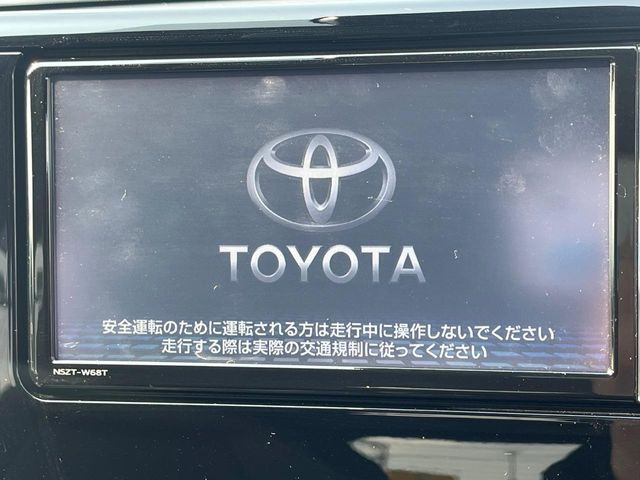 TOYOTA
安全運転のために運転される方は走行中に操作しないでください
走行する際は実際の交通規制に従ってください
NSZT-W68T